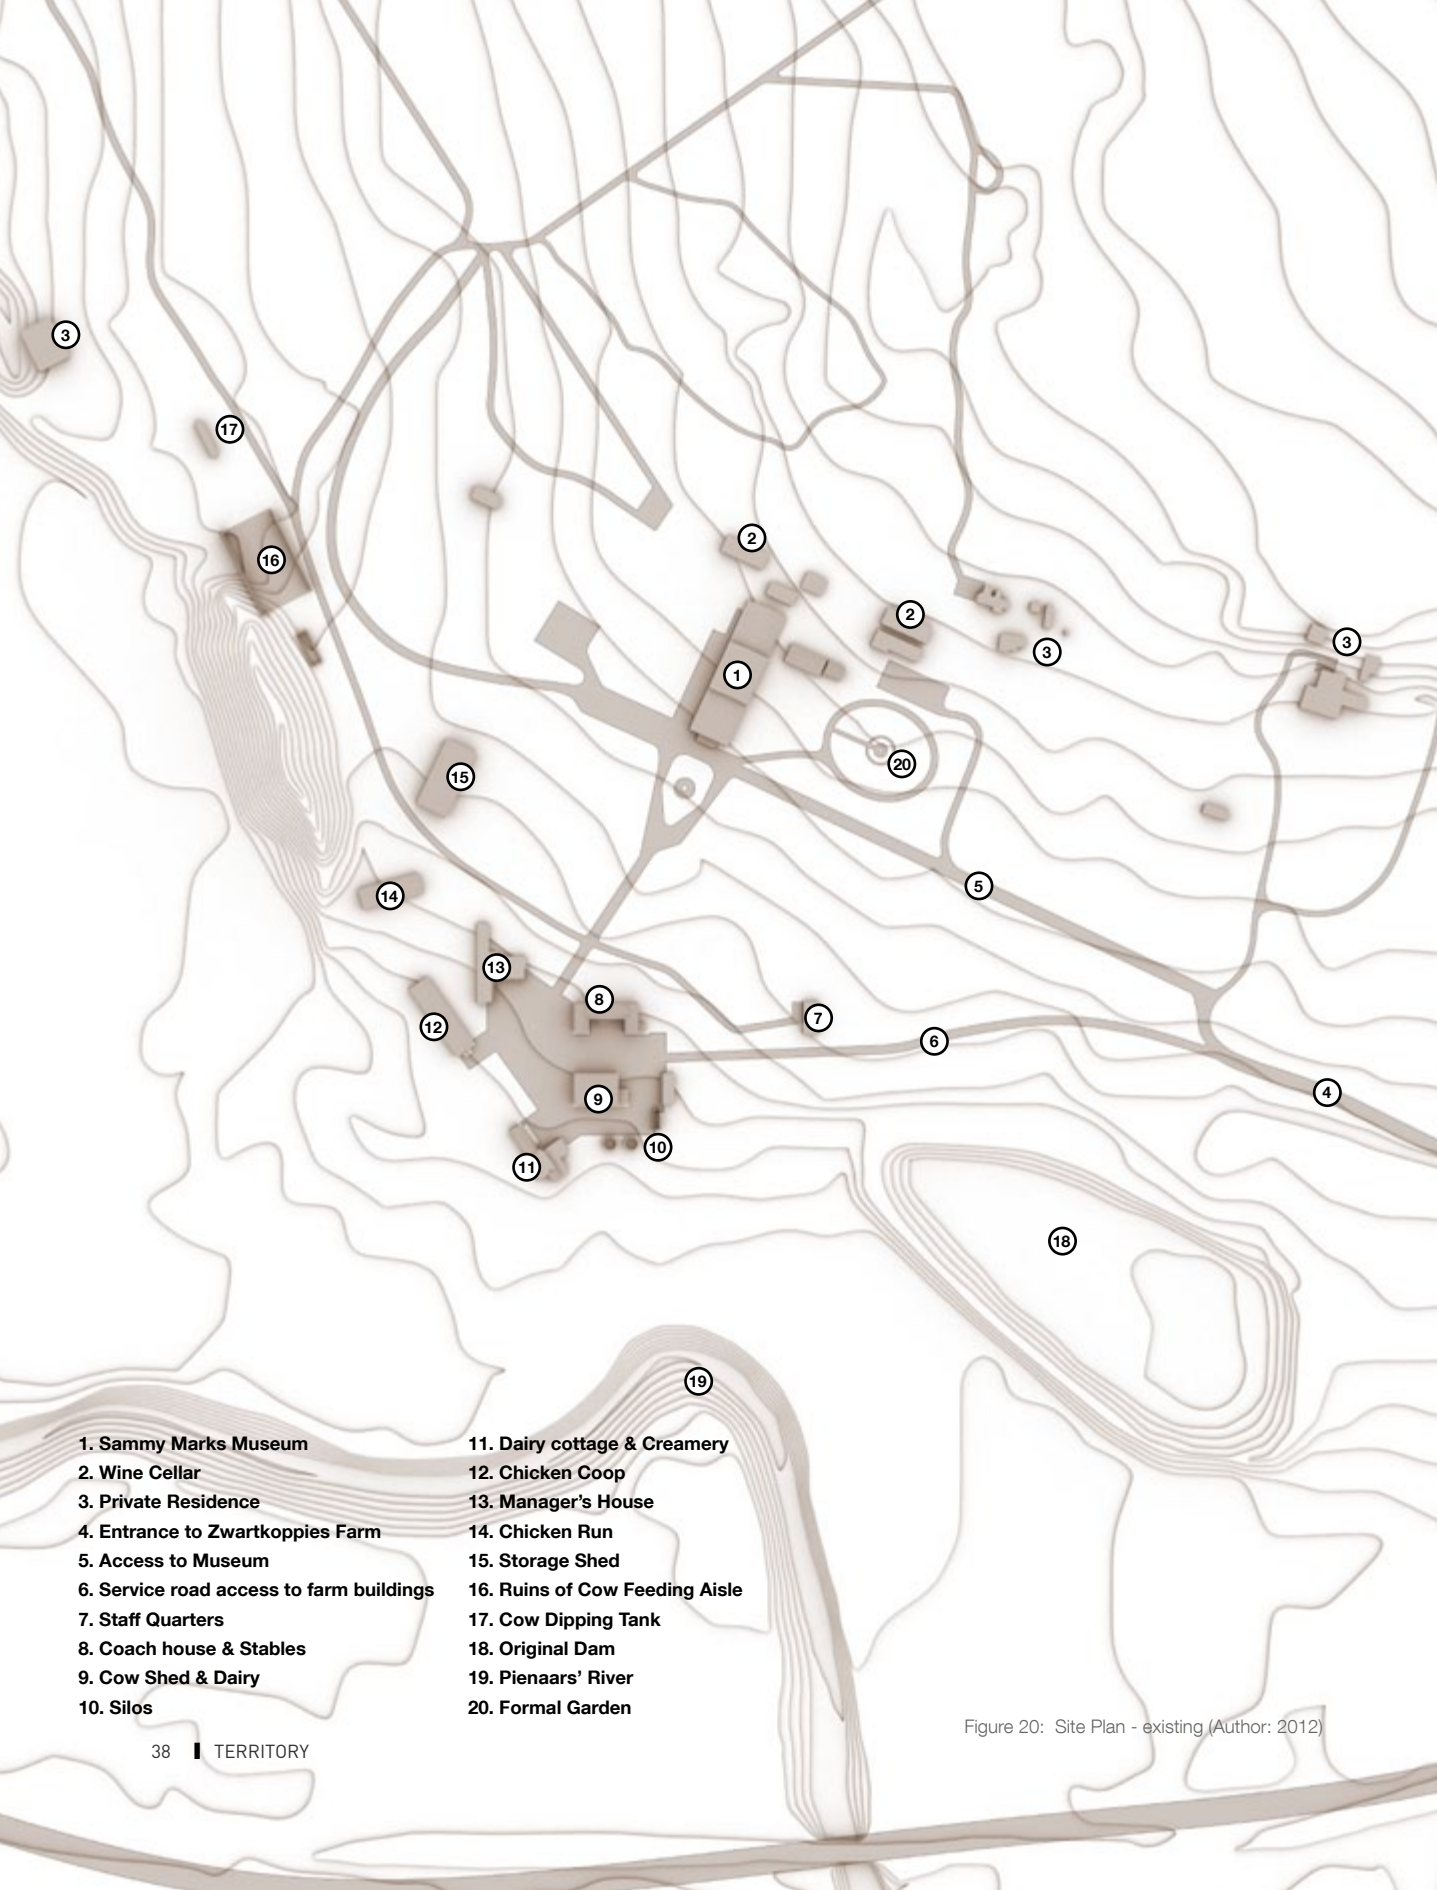 3
17
16
2
2
3
3
1
20
15
5
14
13
8
7
12
6
9
4
10
11
18
19
1. Sammy Marks Museum
2. Wine Cellar
3. Private Residence
4. Entrance to Zwartkoppies Farm
5. Access to Museum
6. Service road access to farm buildings
7. Staff Quarters
8. Coach house & Stables
9. Cow Shed & Dairy
10. Silos
11. Dairy cottage & Creamery
12. Chicken Coop
13. Manager’s House
14. Chicken Run
15. Storage Shed
16. Ruins of Cow Feeding Aisle
17. Cow Dipping Tank
18. Original Dam
19. Pienaars’ River
20. Formal Garden
Figure 20: Site Plan - existing (Author: 2012)
38 TERRITORY